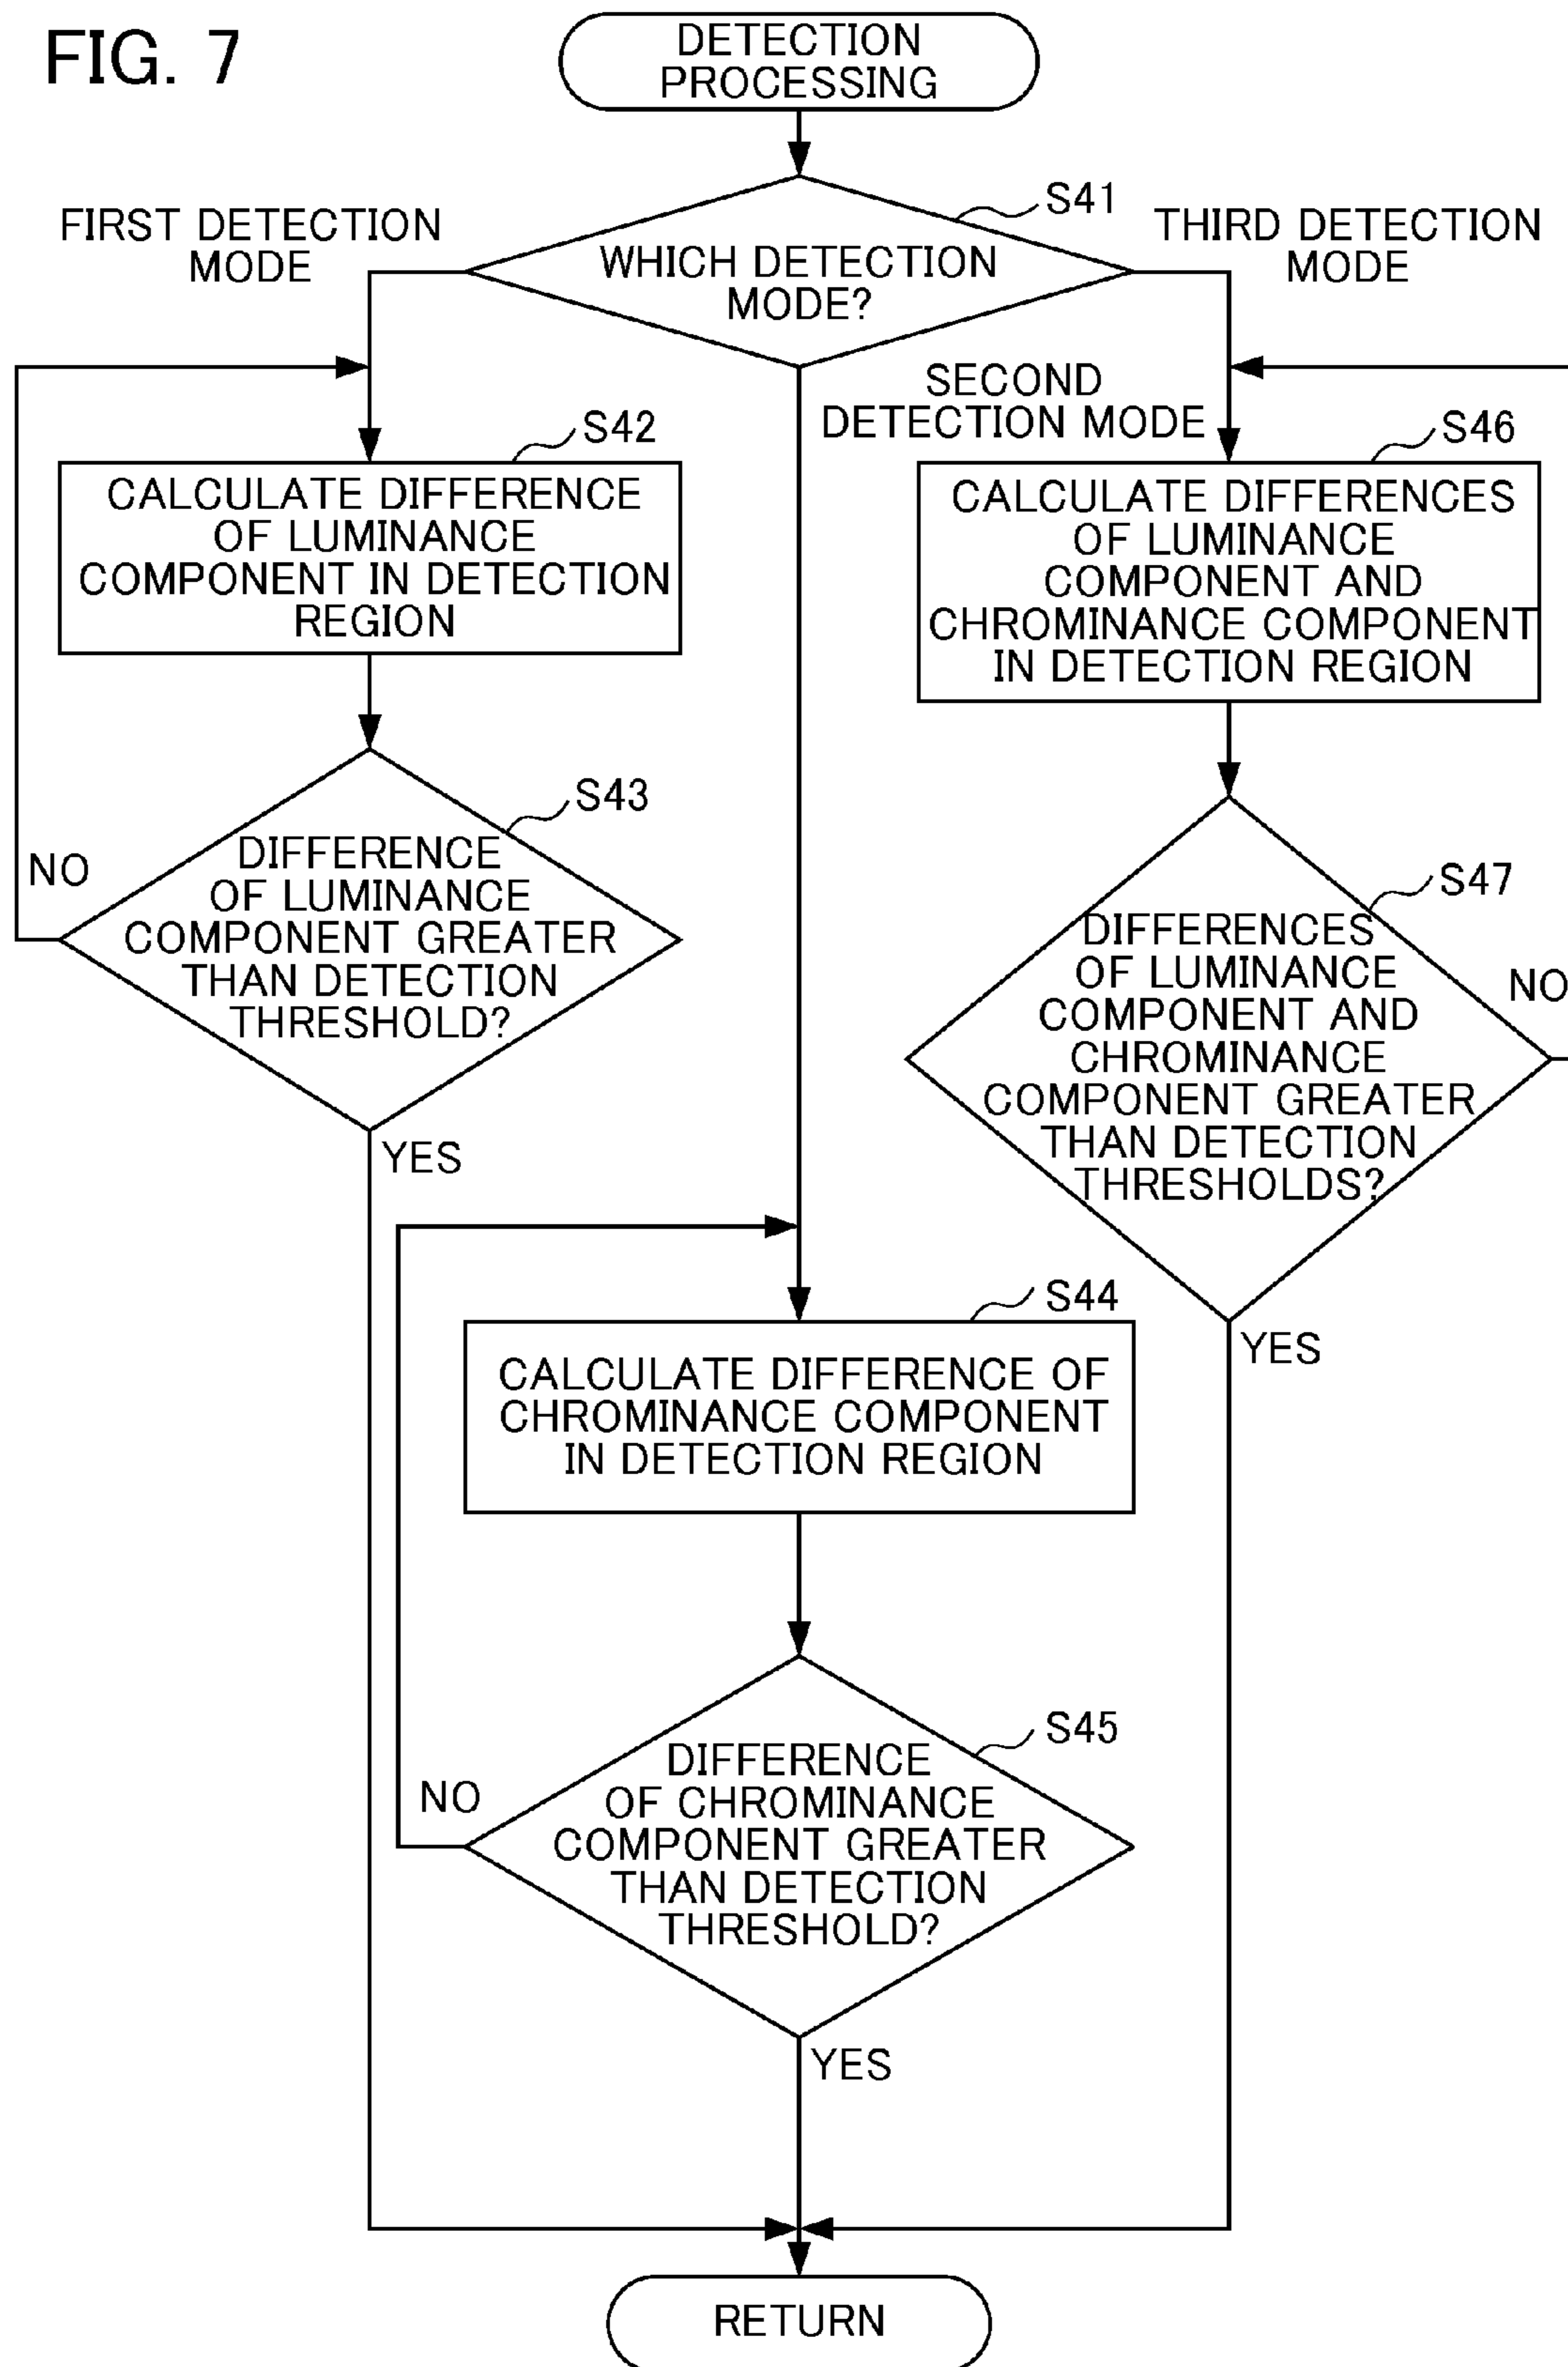 FIG. 7
DETECTION
PROCESSING
S41
WHICH DETECTION
MODE?
FIRST DETECTION
MODE
THIRD DETECTION
MODE
SECOND
DETECTION MODE
S42
CALCULATE DIFFERENCE
OF LUMINANCE
COMPONENT IN DETECTION
REGION
S46
CALCULATE DIFFERENCES
OF LUMINANCE
COMPONENT AND
CHROMINANCE COMPONENT
IN DETECTION REGION
S43
NO
DIFFERENCE
OF LUMINANCE
COMPONENT GREATER
THAN DETECTION
THRESHOLD?
YES
S47
DIFFERENCES
OF LUMINANCE
COMPONENT AND
CHROMINANCE
COMPONENT GREATER
THAN DETECTION
THRESHOLDS?
NO
YES
S44
CALCULATE DIFFERENCE OF
CHROMINANCE COMPONENT
IN DETECTION REGION
S45
NO
DIFFERENCE
OF CHROMINANCE
COMPONENT GREATER
THAN DETECTION
THRESHOLD?
YES
RETURN